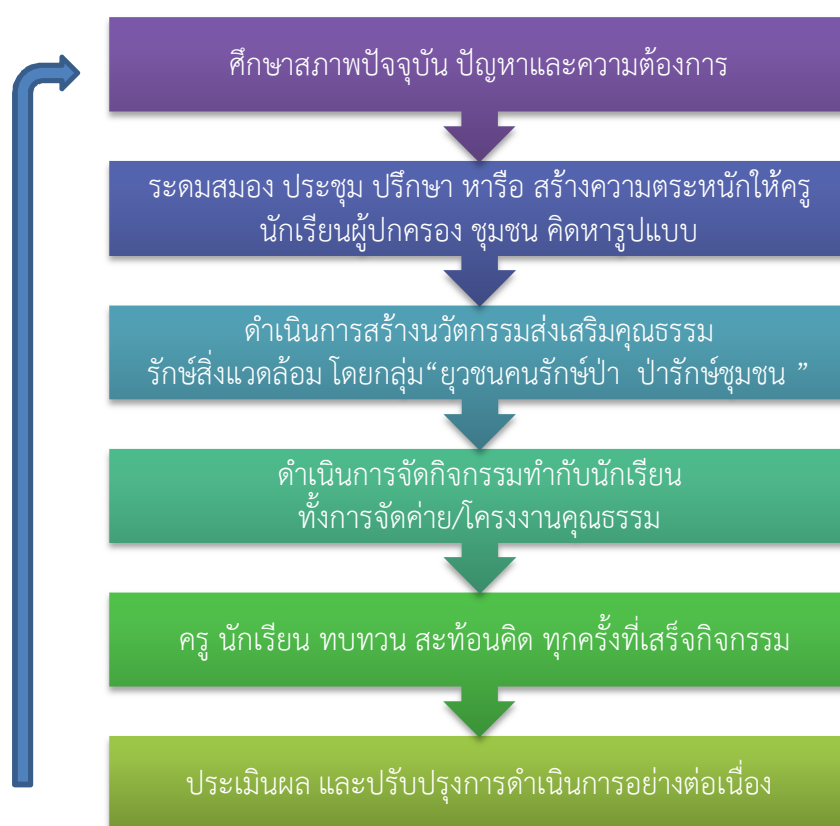 ศึกษาสภาพปัจจุบัน ปัญหาและความต้องการ
ระดมสมอง ประชุม ปรึกษา หารือ สร้างความตระหนักให้ครู
นักเรียนผู้ปกครอง ชุมชน คิดหารูปแบบ
ดำเนินการสร้างนวัตกรรมส่งเสริมคุณธรรม
รักษ์สิ่งแวดล้อม โดยกลุ่ม“ยุวชนคนรักษ์ป่า ป่ารักษ์ชุมชน ”
ดำเนินการจัดกิจกรรมทำกับนักเรียน
ทั้งการจัดค่าย/โครงงานคุณธรรม
ครู นักเรียน ทบทวน สะท้อนคิด ทุกครั้งที่เสร็จกิจกรรม
ประเมินผล และปรับปรุงการดำเนินการอย่างต่อเนื่อง